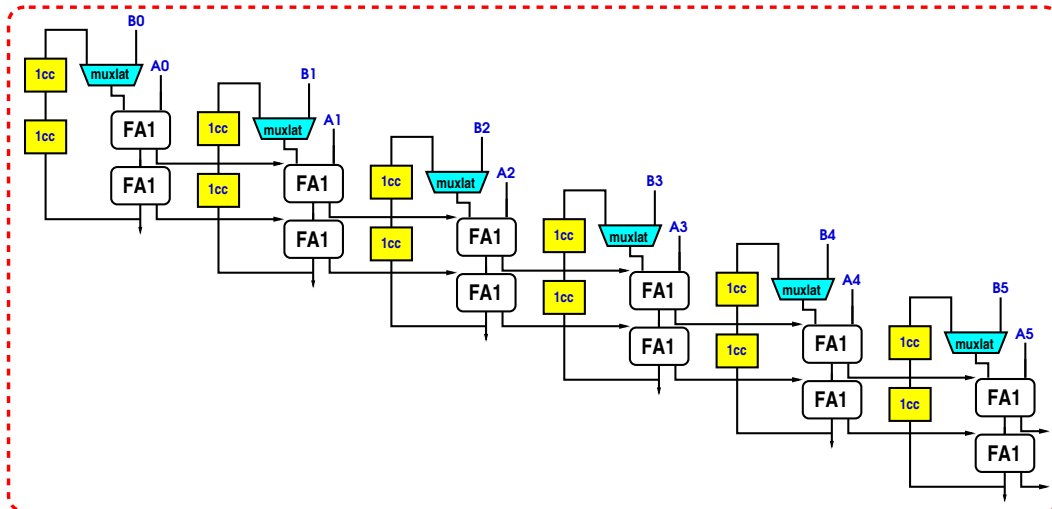 B0
1cc
muxlat
A0
1cc
FA1
FA1
B1
1cc
muxlat
A1
1cc
FA1
FA1
B2
1cc
muxlat
A2
1cc
FA1
FA1
B3
1cc
muxlat
A3
1cc
FA1
FA1
B4
1cc
muxlat
A4
1cc
FA1
FA1
B5
1cc
muxlat
A5
1cc
FA1
FA1